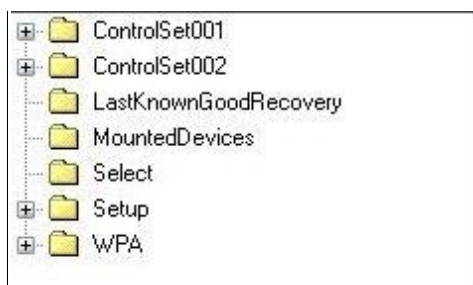 ControlSet001
ControlSet002
LastKnownGoodRecovery
MountedDevices
Select
Setup
WPA